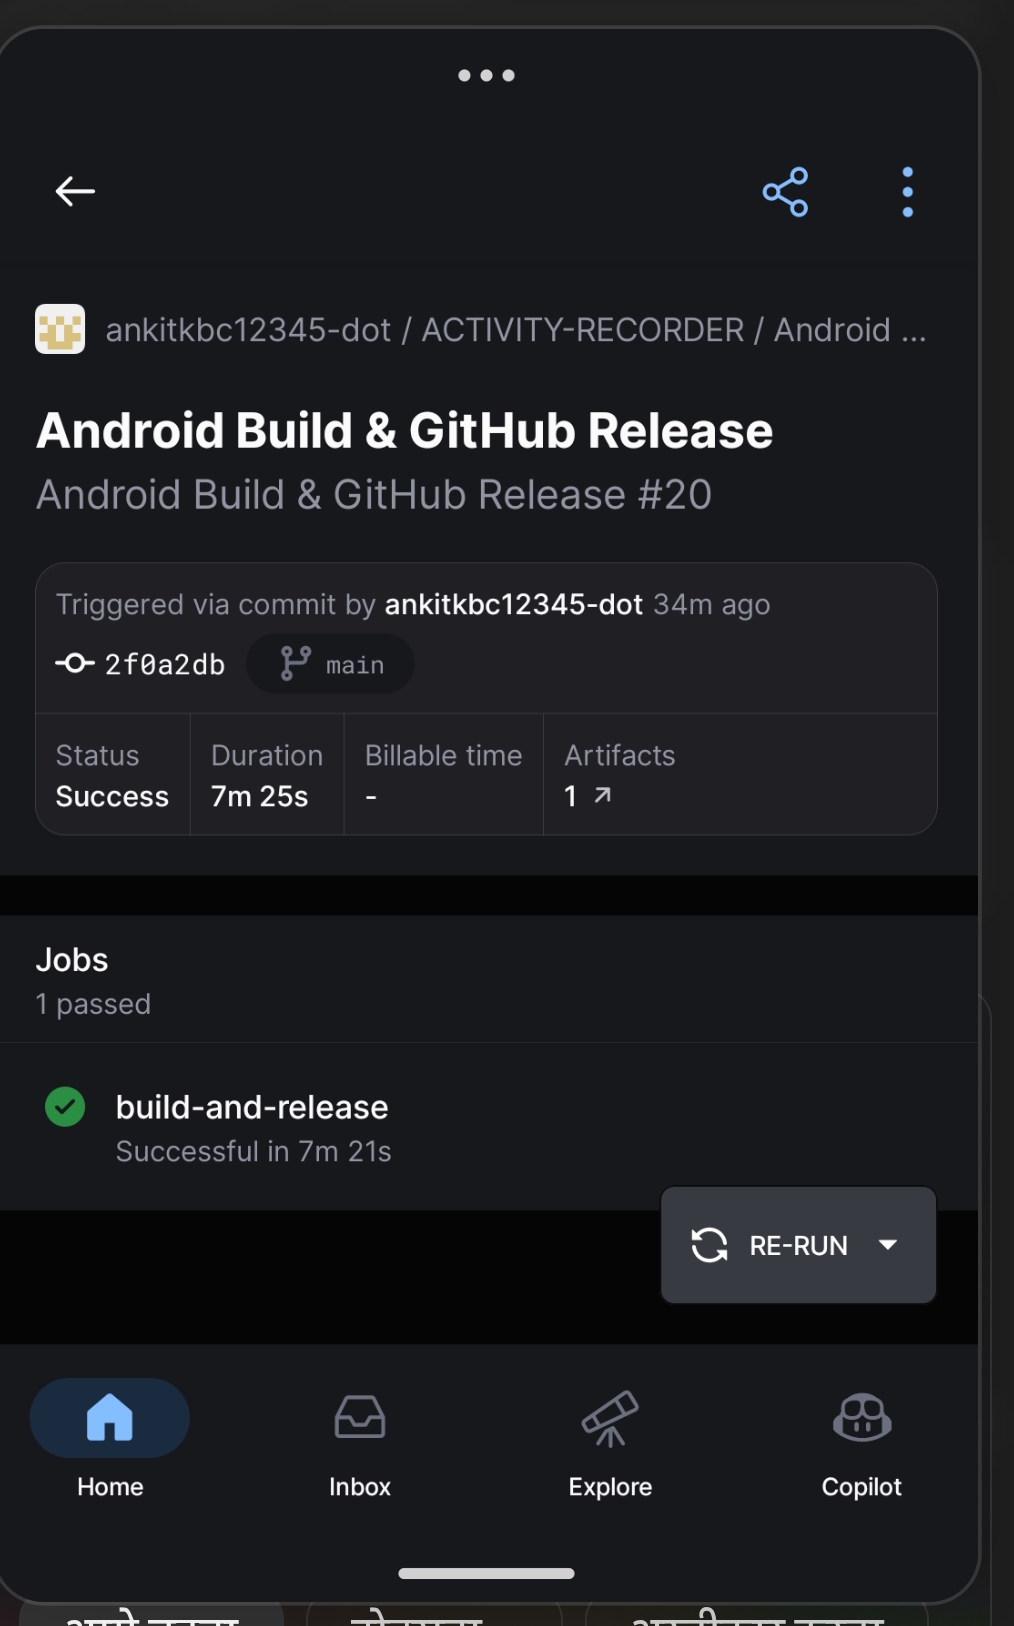 ankitkbc12345-dot / ACTIVITY-RECORDER / Android ...
Android Build & GitHub Release
Android Build & GitHub Release #20
Triggered via commit by ankitkbc12345-dot 34m ago
2f0a2db main
Status Duration Billable time Artifacts
Success 7m 25s - 1
Jobs
1 passed
build-and-release
Successful in 7m 21s
RE-RUN
Home Inbox Explore Copilot